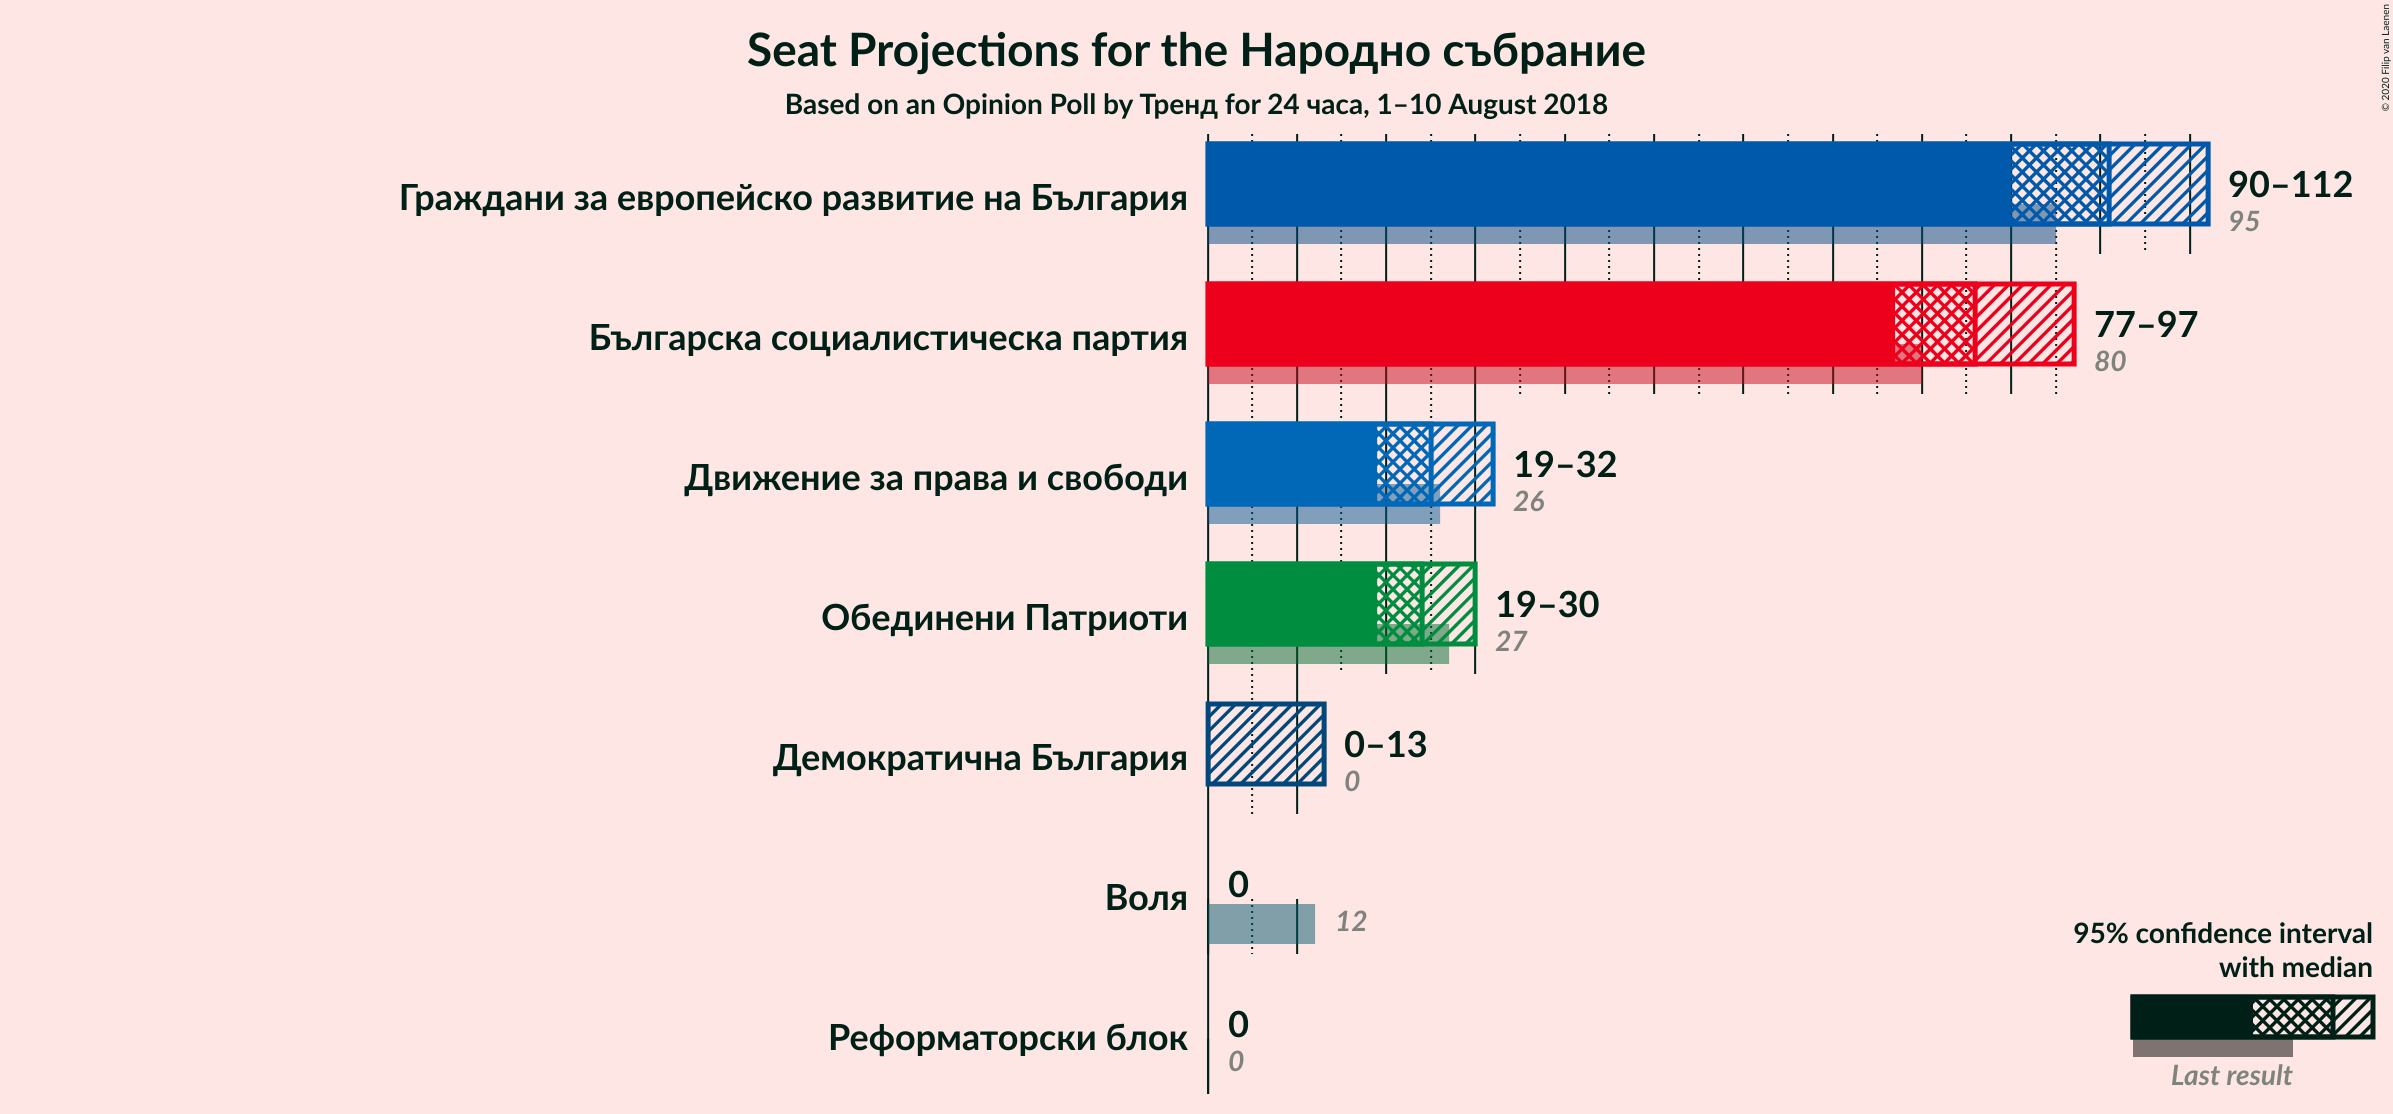 Seat Projections for the Народно събрание
Based on an Opinion Poll by Тренд for 24 часа, 1–10 August 2018
© 2020 Filip van Laenen
Граждани за европейско развитие на България
90–112
95
Българска социалистическа партия
77–97
80
Движение за права и свободи
19–32
26
Обединени Патриоти
19–30
27
Демократична България
0–13
0
Воля
0
12
Реформаторски блок
0
0
95% confidence interval
with median
Last result